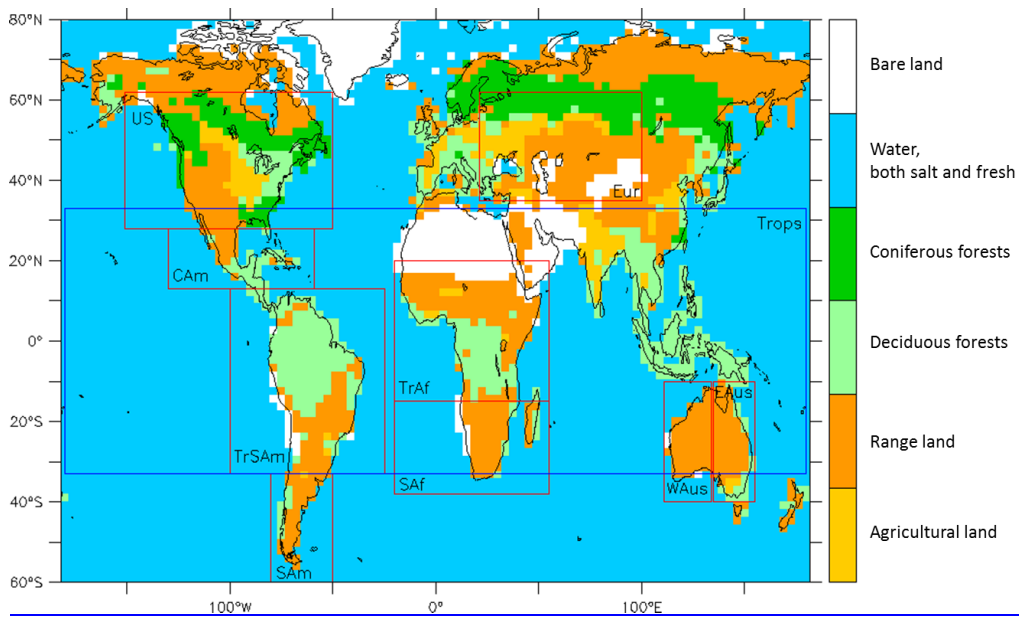 80°N
60°N
40°N
20°N
0°
20°S
40°S
60°S
100°W
0°
100°E
US
Eur
Trops
CAm
TrAf
EAus
TrSAm
SAf
WAus
SAm
Bare land
Water,
both salt and fresh
Coniferous forests
Deciduous forests
Range land
Agricultural land